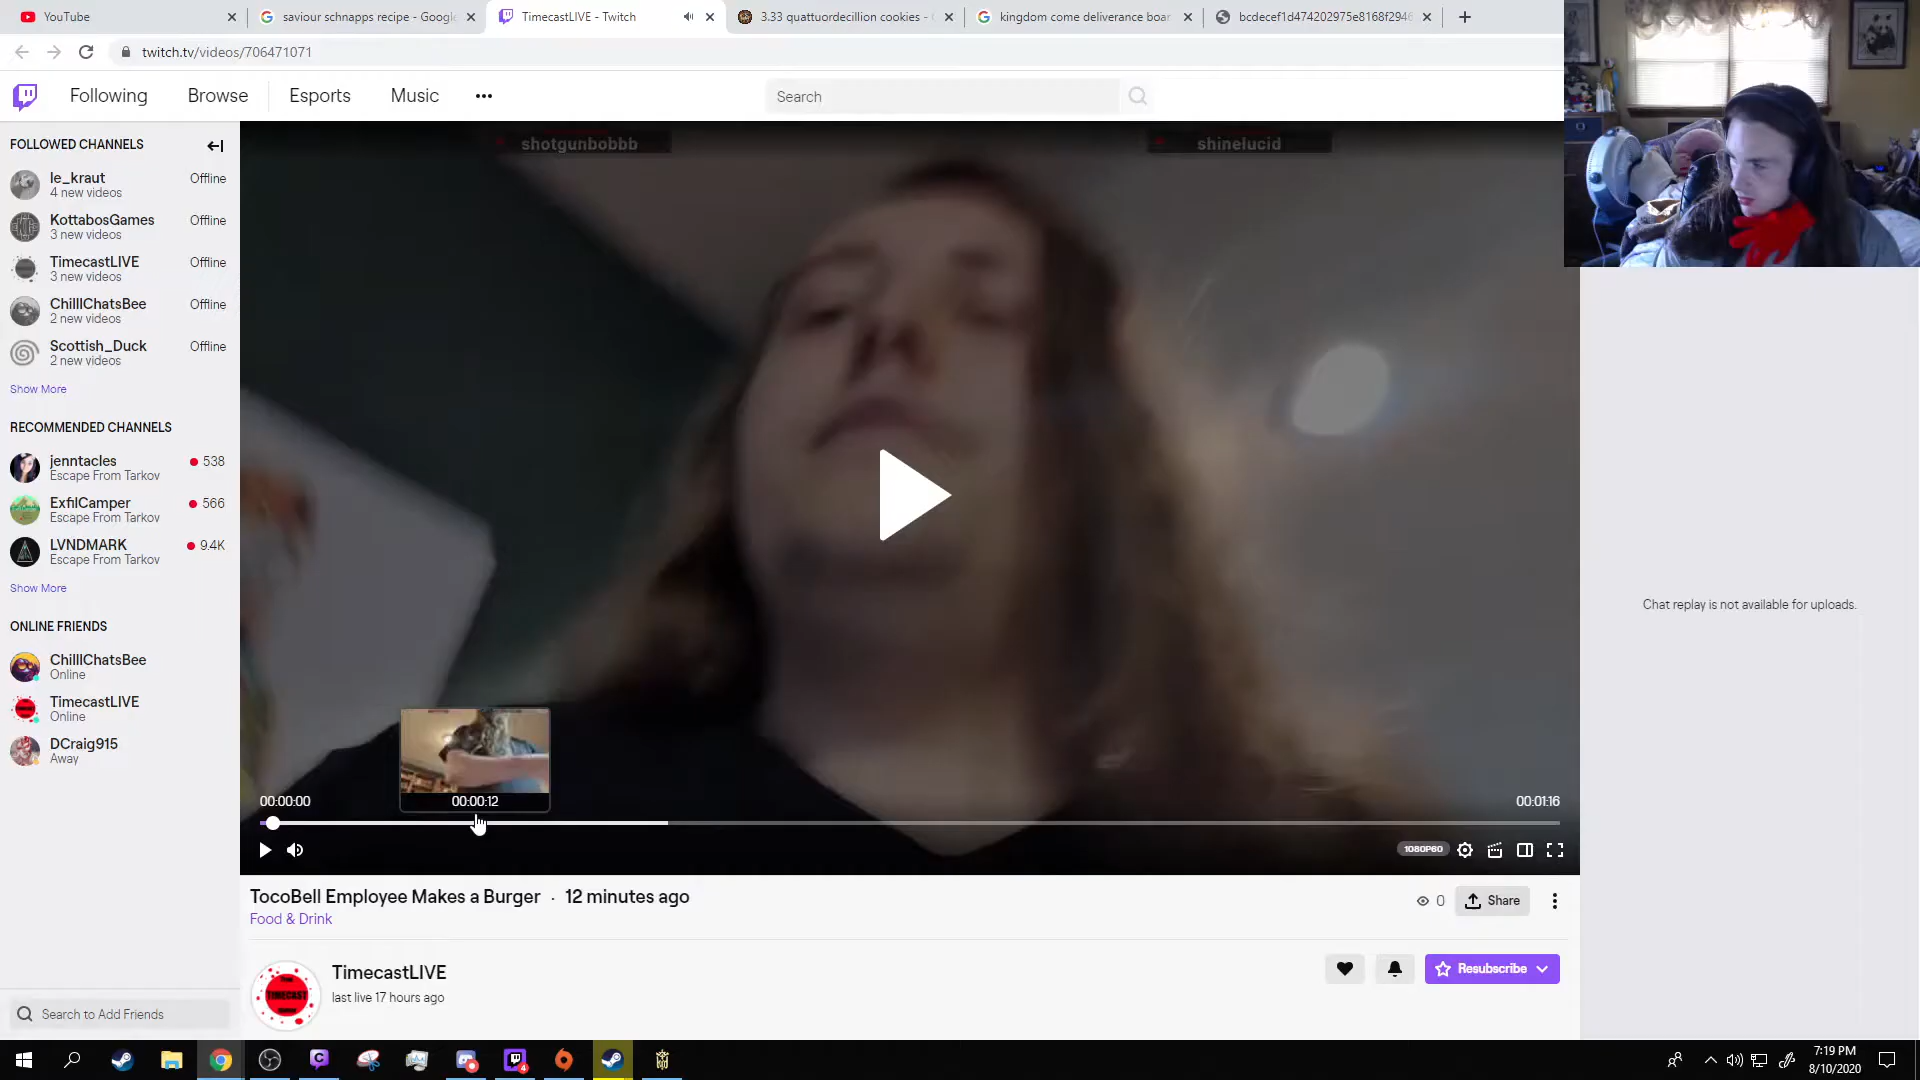 YouTube
saviour schnapps recipe - Google
TimecastLIVE - Twitch
3.33 quattuordecillion cookies -
kingdom come deliverance boar
bcdecef1d474202975e8168f2946
twitch.tv/videos/706471071
Following
Browse
Esports
Music
Search
FOLLOWED CHANNELS
le_kraut
Offline
4 new videos
KottabosGames
Offline
3 new videos
TimecastLIVE
Offline
3 new videos
ChilllChatsBee
Offline
2 new videos
Scottish_Duck
Offline
2 new videos
Show More
RECOMMENDED CHANNELS
jenntacles
538
Escape From Tarkov
ExfilCamper
566
Escape From Tarkov
LVNDMARK
9.4K
Escape From Tarkov
Show More
ONLINE FRIENDS
ChilllChatsBee
Online
TimecastLIVE
Online
DCraig915
Away
Search to Add Friends
shotgunbobbb
shinelucid
00:00:12
00:00:00
00:01:16
1080P60
TocoBell Employee Makes a Burger · 12 minutes ago
Food & Drink
0
Share
TIMECAST
TimecastLIVE
last live 17 hours ago
Resubscribe
Chat replay is not available for uploads.
4
7:19 PM
8/10/2020